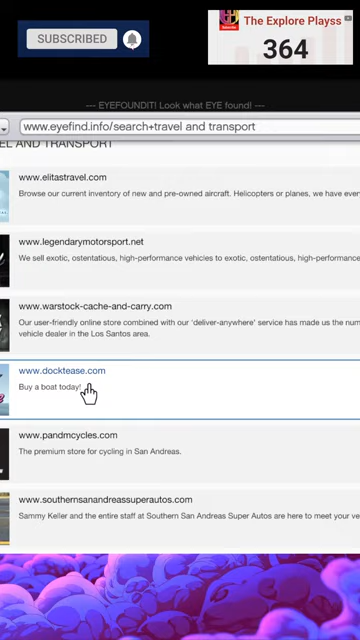 SUBSCRIBED
The Explore Playss
364
--- EYEFOUNDIT! Look what EYE found! ---
www.eyefind.info/search+travel and transport
EL AND TRANSPORT
www.elitastravel.com
Browse our current inventory of new and pre-owned aircraft. Helicopters or planes, we have ever
www.legendarymotorsport.net
We sell exotic, ostentatious, high-performance vehicles to exotic, ostentatious, high-performance
www.warstock-cache-and-carry.com
Our user-friendly online store combined with our 'deliver-anywhere' service has made us the num
vehicle dealer in the Los Santos area.
www.docktease.com
Buy a boat today!
www.pandmcycles.com
The premium store for cycling in San Andreas.
www.southernsanandreassuperautos.com
Sammy Keller and the entire staff at Southern San Andreas Super Autos are here to meet your ve